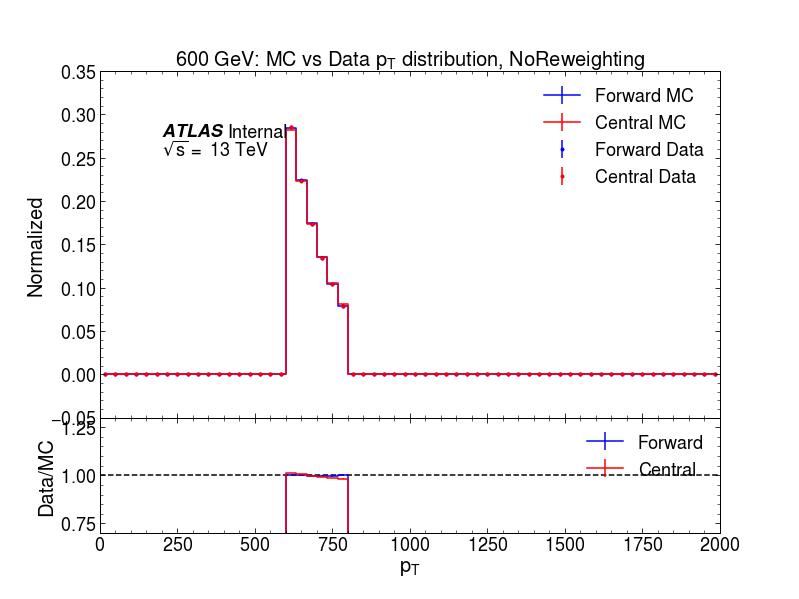 600 GeV: MC vs Data pT distribution, NoReweighting
0.35
0.30
0.25
0.20
0.15
0.10
0.05
0.00
−0.05
Normalized
ATLAS Internal
√s = 13 TeV
Forward MC
Central MC
Forward Data
Central Data
1.25
1.00
0.75
Data/MC
Forward
Central
0 250 500 750 1000 1250 1500 1750 2000
pT